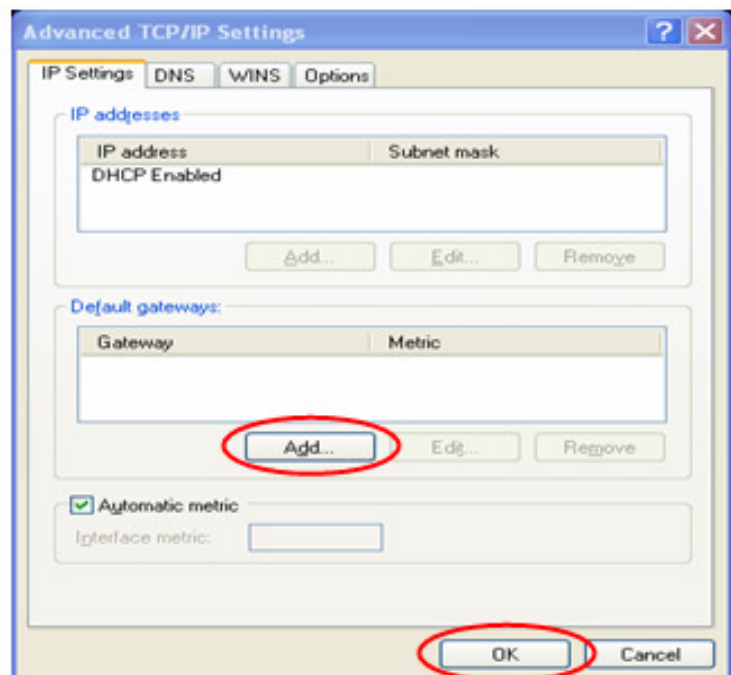 Advanced TCP/IP Settings
IP Settings DNS WINS Options
IP addresses
IP address Subnet mask
DHCP Enabled
Add... Edit... Remove
Default gateways:
Gateway Metric
Add... Edit... Remove
Automatic metric
Interface metric:
OK Cancel